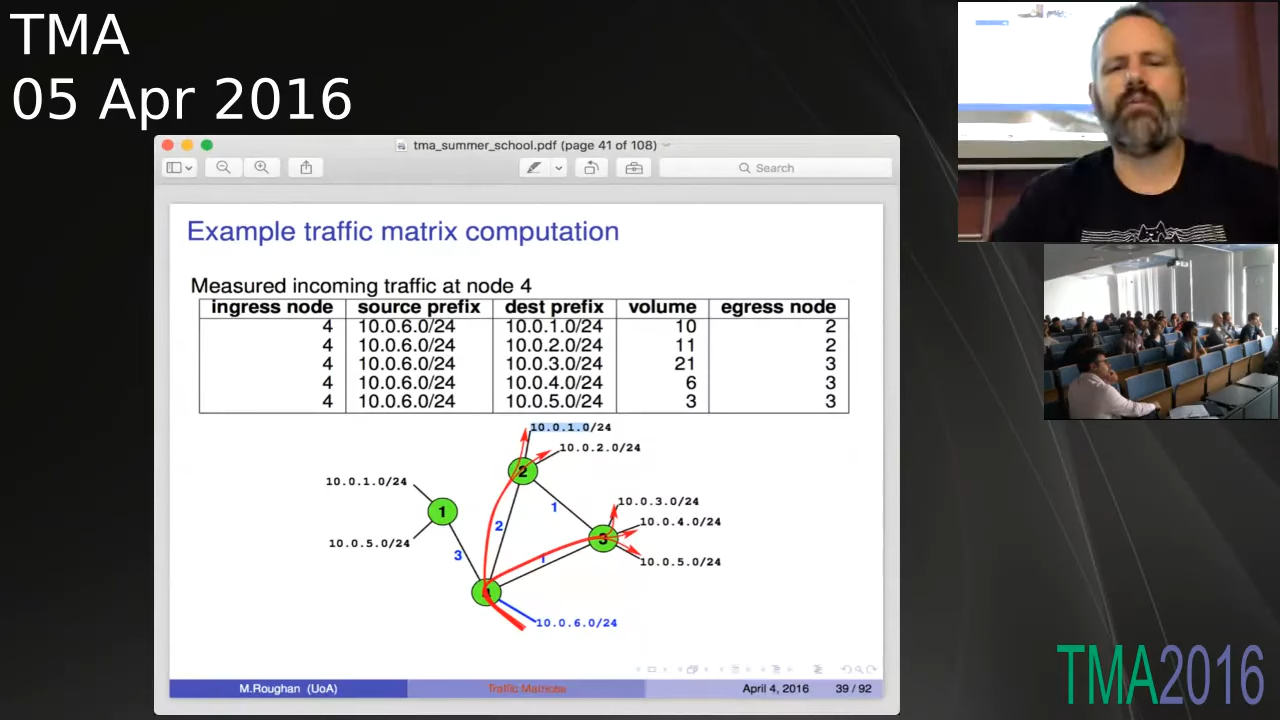 TMA
05 Apr 2016
tma_summer_school.pdf (page 41 of 108)
Search
Example traffic matrix computation
Measured incoming traffic at node 4
ingress node source prefix dest prefix volume egress node
4 10.0.6.0/24 10.0.1.0/24 10 2
4 10.0.6.0/24 10.0.2.0/24 11 2
4 10.0.6.0/24 10.0.3.0/24 21 3
4 10.0.6.0/24 10.0.4.0/24 6 3
4 10.0.6.0/24 10.0.5.0/24 3 3
10.0.1.0/24
10.0.2.0/24
2
10.0.1.0/24
10.0.3.0/24
1
1
10.0.4.0/24
2
3
10.0.5.0/24
3
1
10.0.5.0/24
4
10.0.6.0/24
M.Roughan (UoA) Traffic Matrices April 4, 2016 39 / 92
TMA2016